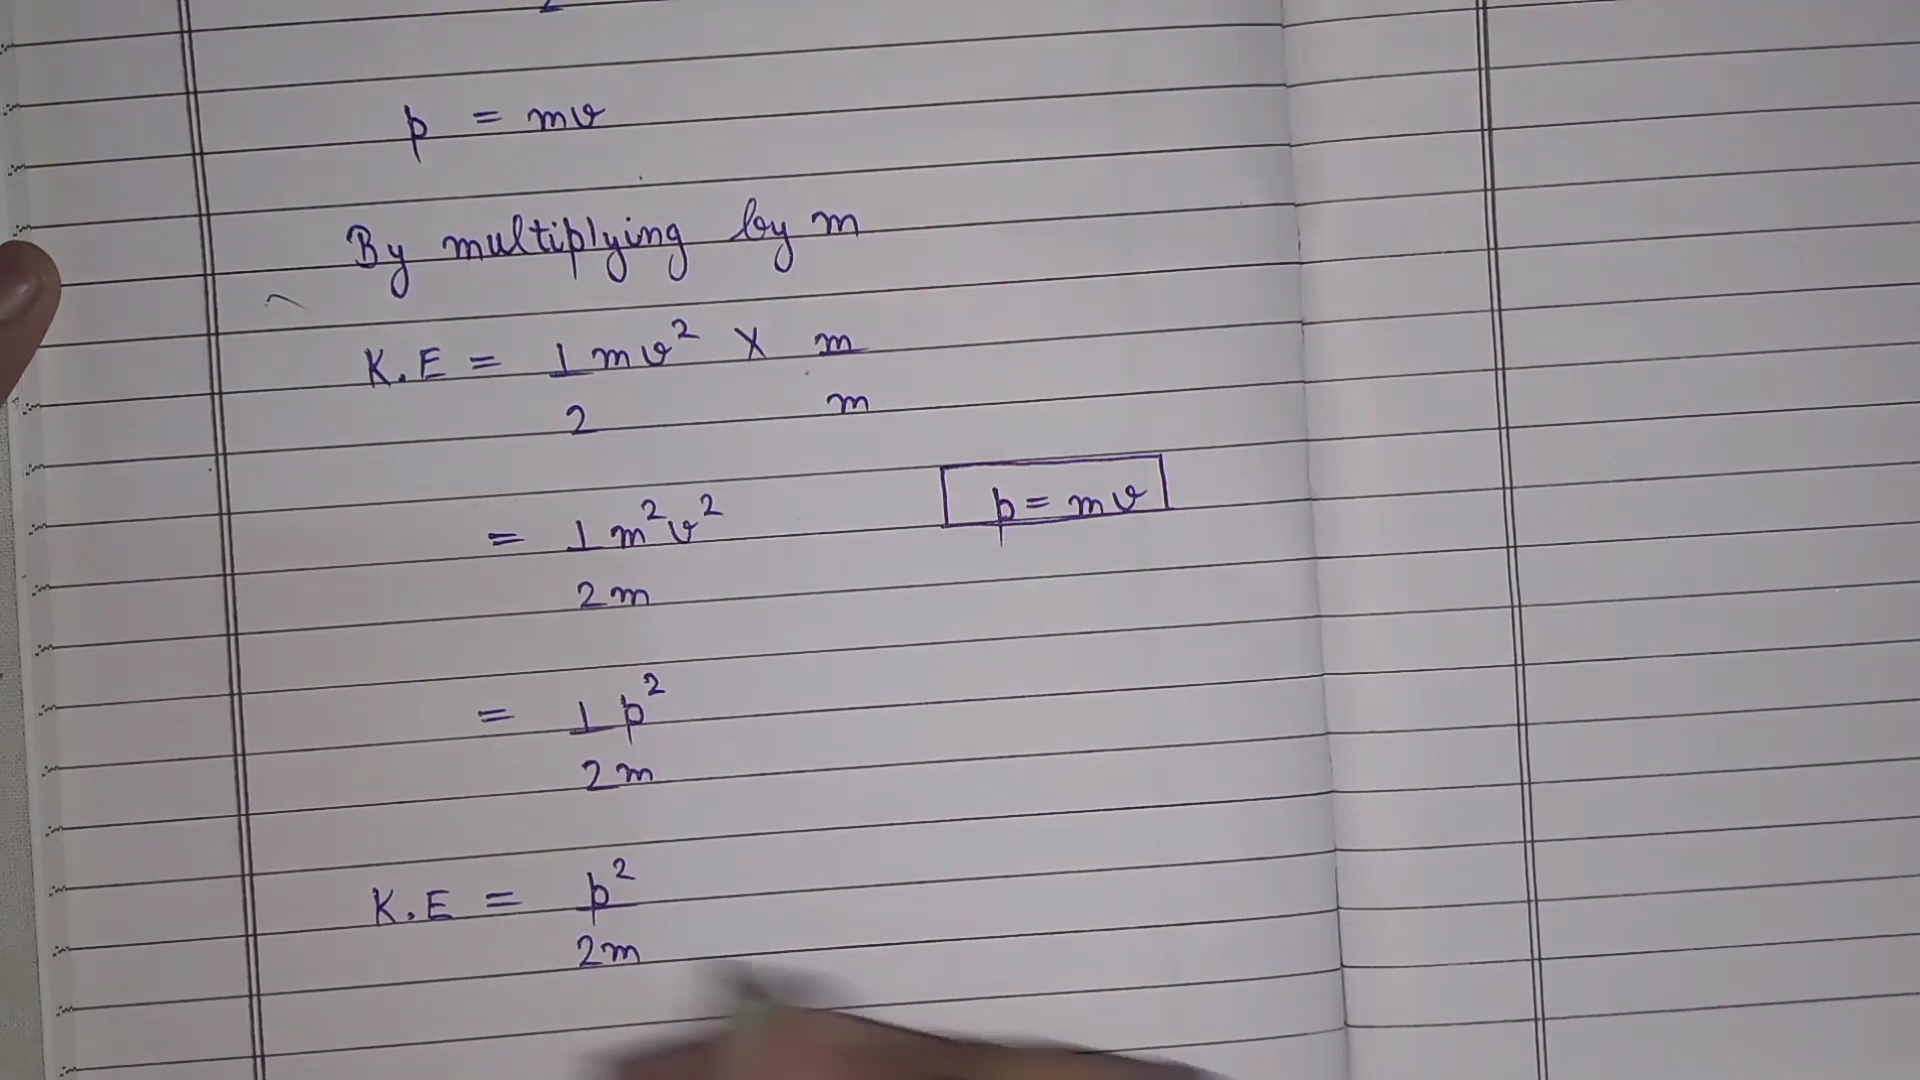 p = mv
By multiplying by m
K.E = 1/2 mv² × m/m
= 1/2m m²v²
p = mv
= 1/2m p²
K.E = p²/2m